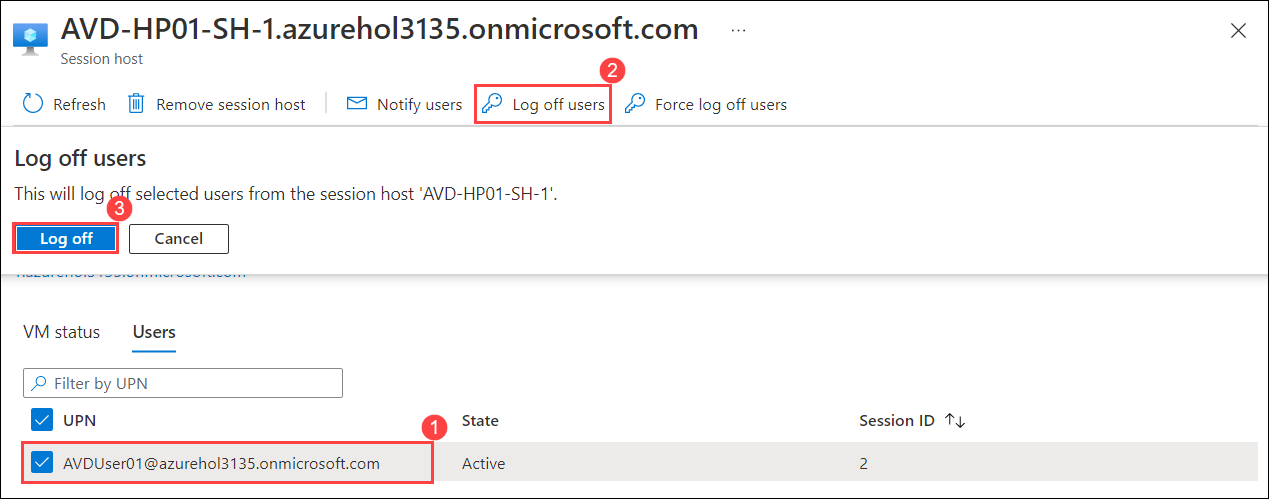 AVD-HP01-SH-1.azurehol3135.onmicrosoft.com ...
Session host
Refresh Remove session host Notify users Log off users Force log off users
2
Log off users
This will log off selected users from the session host 'AVD-HP01-SH-1'.
3
Log off Cancel
VM status Users
Filter by UPN
UPN State Session ID
1
AVDUser01@azurehol3135.onmicrosoft.com Active 2